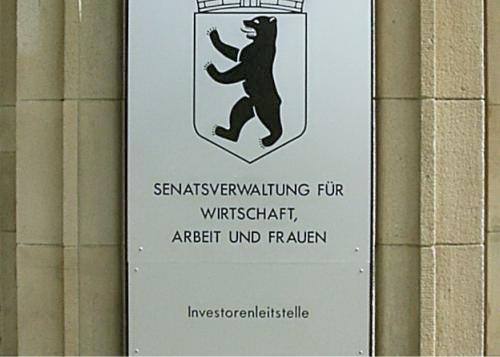 SENATSVERWALTUNG FÜR
WIRTSCHAFT,
ARBEIT UND FRAUEN
Investorenleitstelle